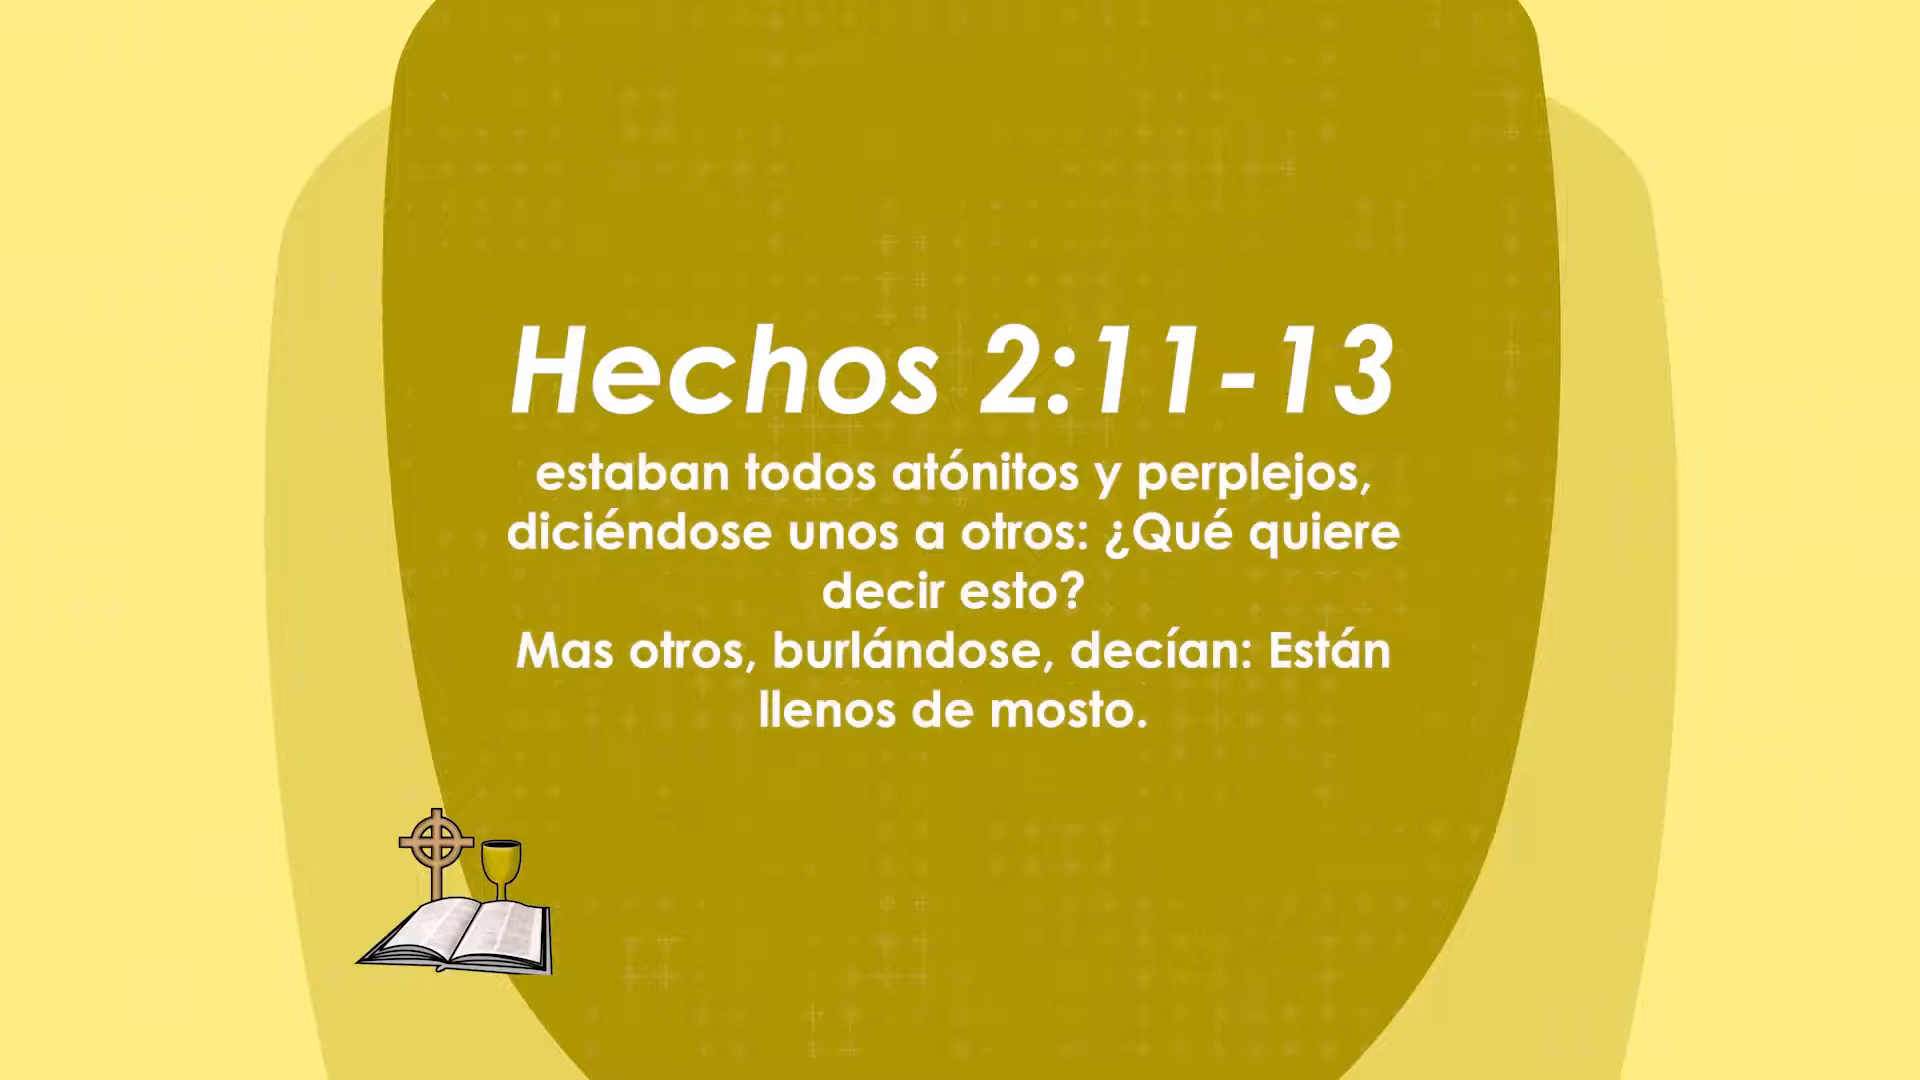 Hechos 2:11-13
estaban todos atónitos y perplejos,
diciéndose unos a otros: ¿Qué quiere
decir esto?
Mas otros, burlándose, decían: Están
llenos de mosto.